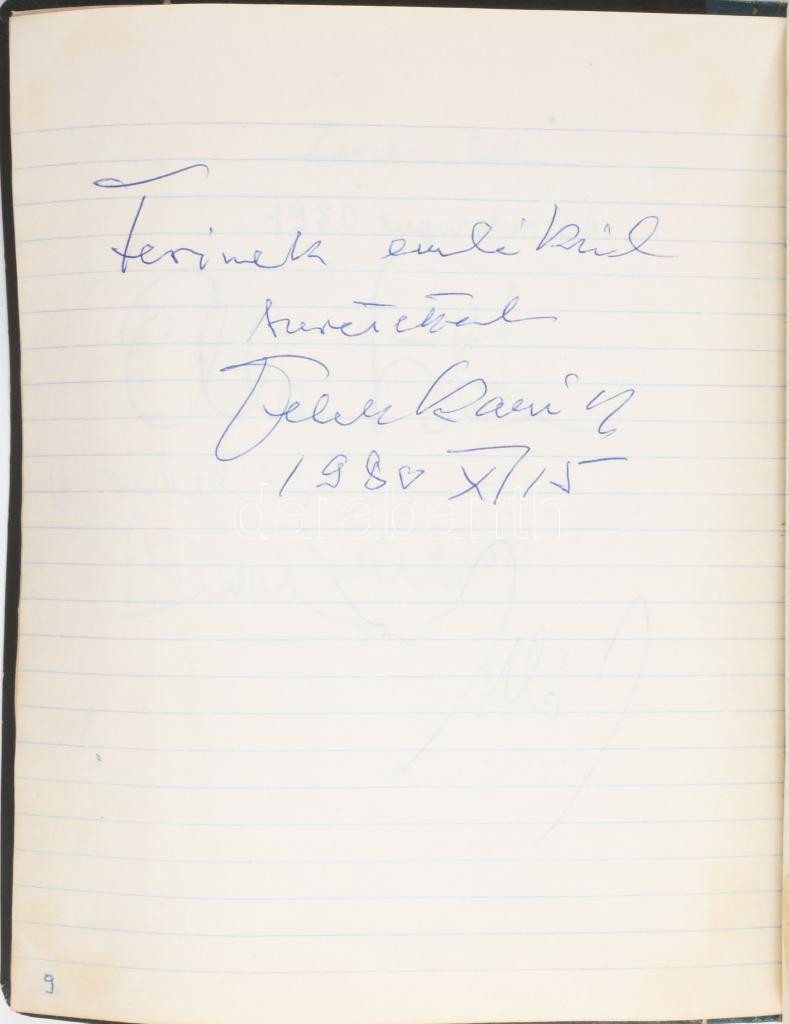 Ferinek emlékül
szeretettel
1980 XI/15
darabanth
9